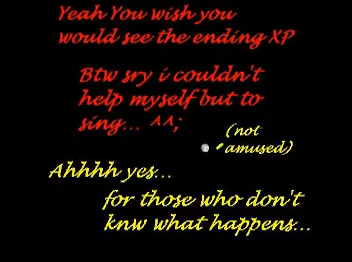 Yeah You wish you
would see the ending XP
Btw sry i couldn't
help myself but to
sing... ^^;
(not
amused)
Ahhhh yes...
for those who don't
knw what happens...